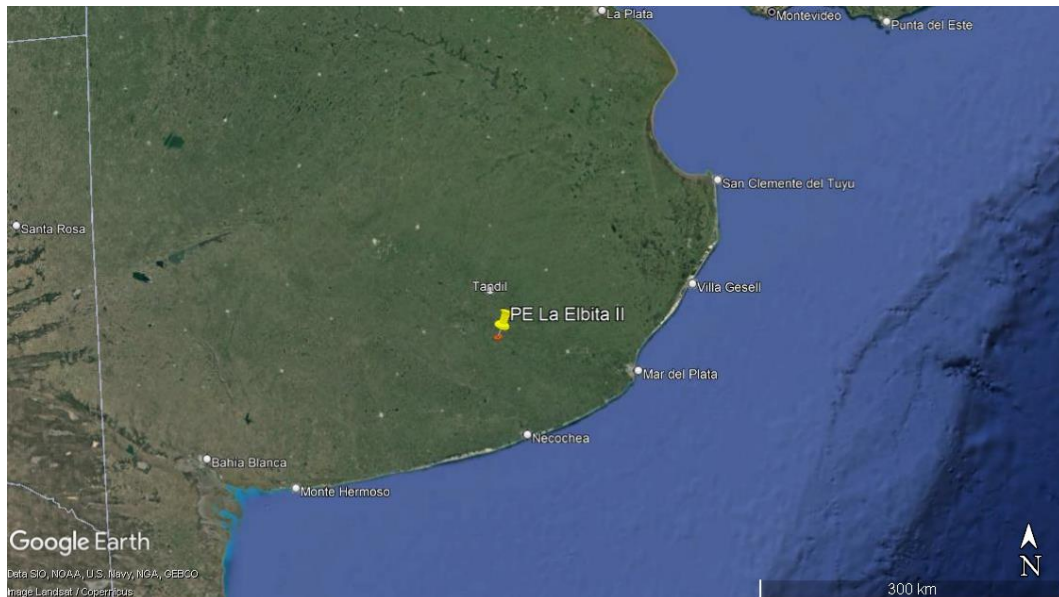 La Plata
Montevideo
Punta del Este
San Clemente del Tuyu
Santa Rosa
Tandil
Villa Gesell
PE La Elbita II
Mar del Plata
Necochea
Bahia Blanca
Monte Hermoso
Google Earth
N
Data SIO, NOAA, U.S. Navy, NGA, GEBCO
Image Landsat / Copernicus
300 km